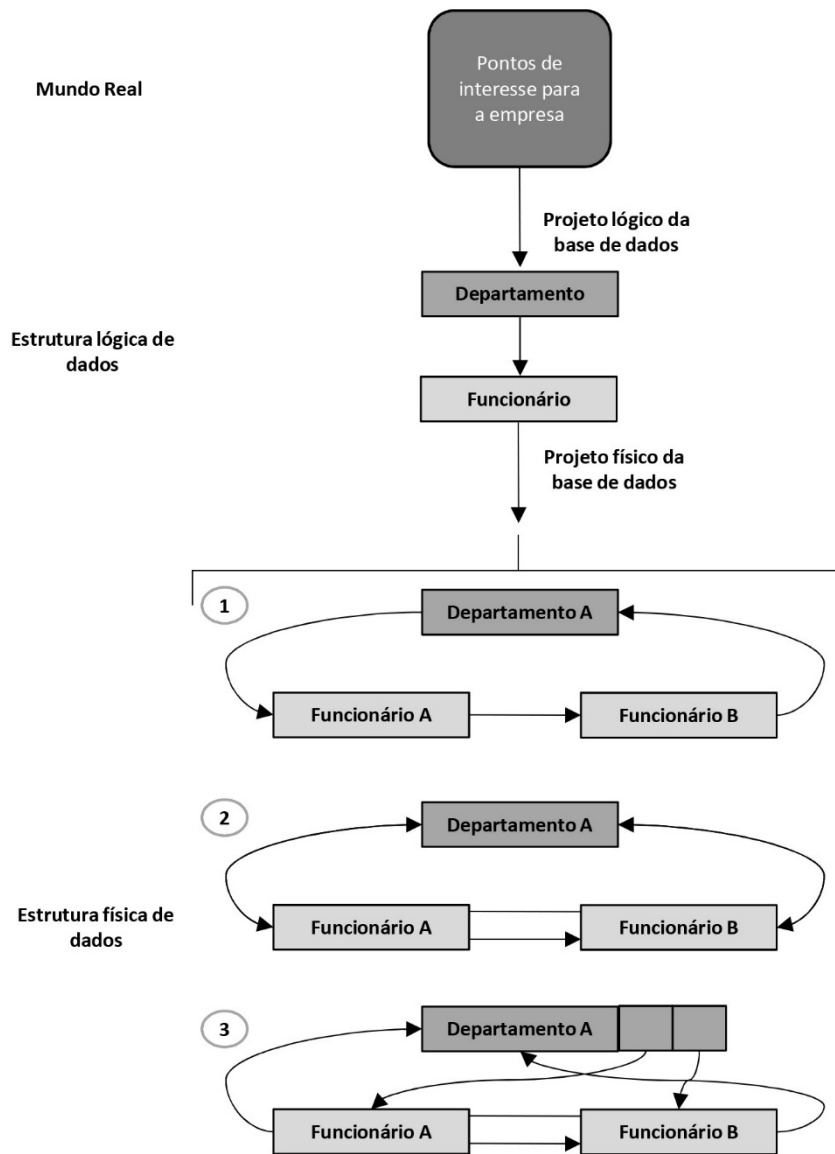 Mundo Real
Pontos de
interesse para
a empresa
Projeto lógico da
base de dados
Departamento
Estrutura lógica de
dados
Funcionário
Projeto físico da
base de dados
1
Departamento A
Funcionário A
Funcionário B
2
Departamento A
Estrutura física de
dados
Funcionário A
Funcionário B
3
Departamento A
Funcionário A
Funcionário B